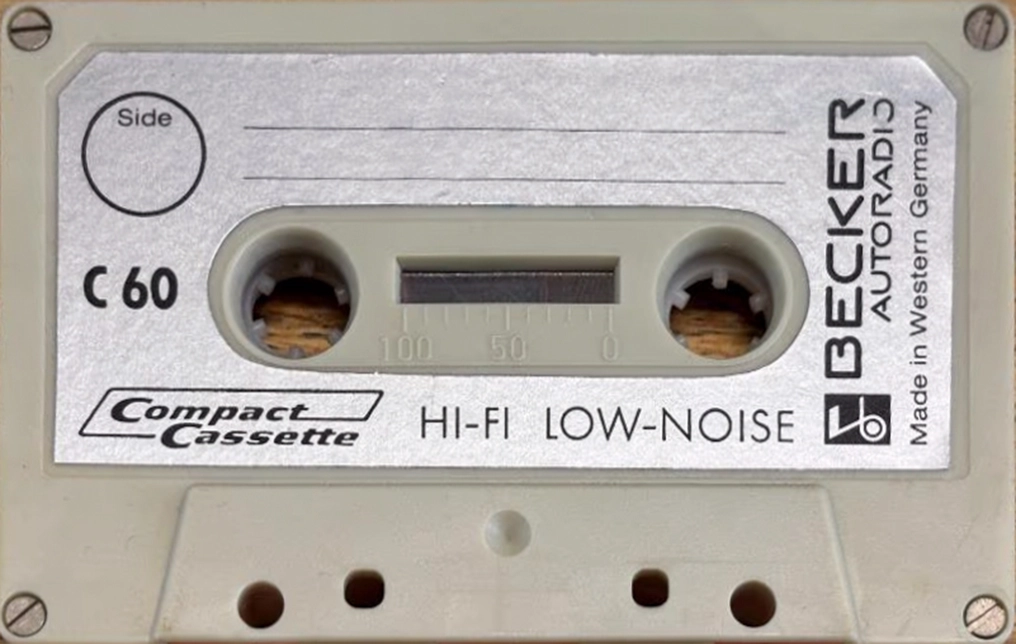 Side
C 60
100 50 0
Compact
Cassette
HI-FI LOW-NOISE
BECKER
AUTORADIO
Made in Western Germany